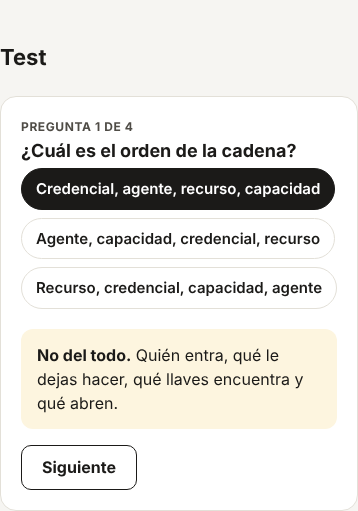 Test
PREGUNTA 1 DE 4
¿Cuál es el orden de la cadena?
Credencial, agente, recurso, capacidad
Agente, capacidad, credencial, recurso
Recurso, credencial, capacidad, agente
No del todo. Quién entra, qué le
dejas hacer, qué llaves encuentra y
qué abren.
Siguiente